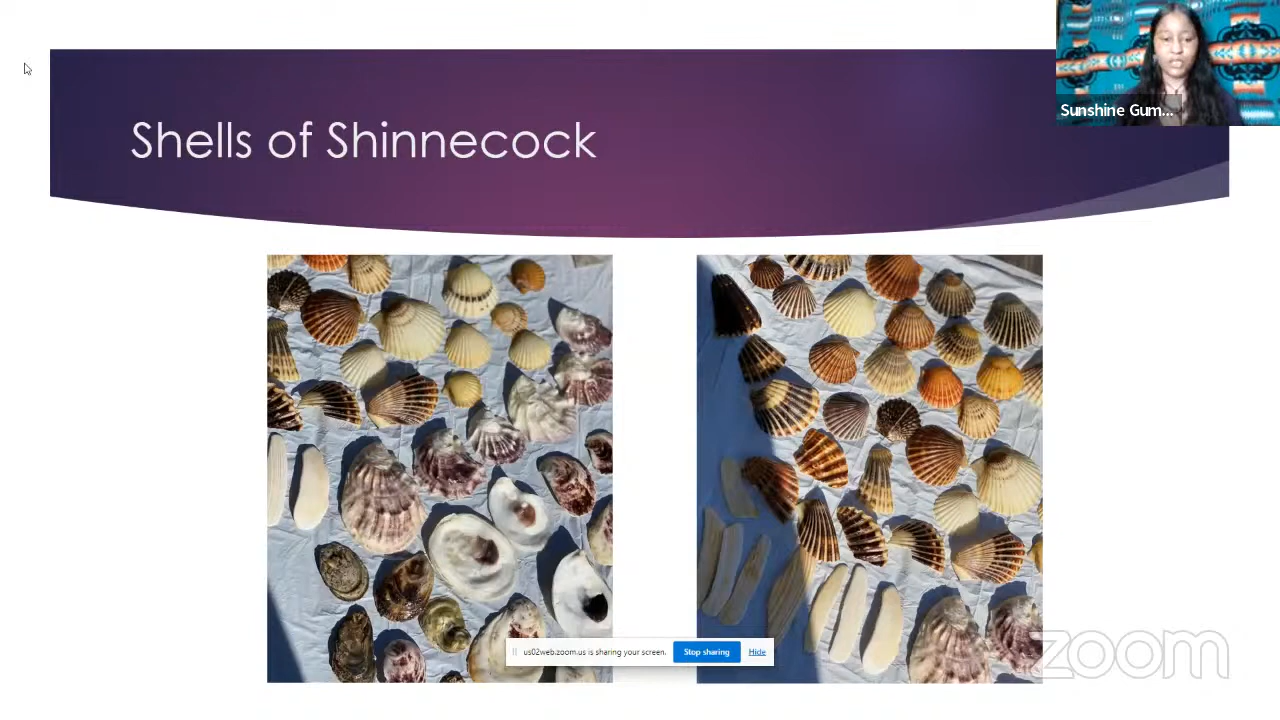 Sunshine Gum...
Shells of Shinnecock
us02web.zoom.us is sharing your screen. Stop sharing Hide
zoom